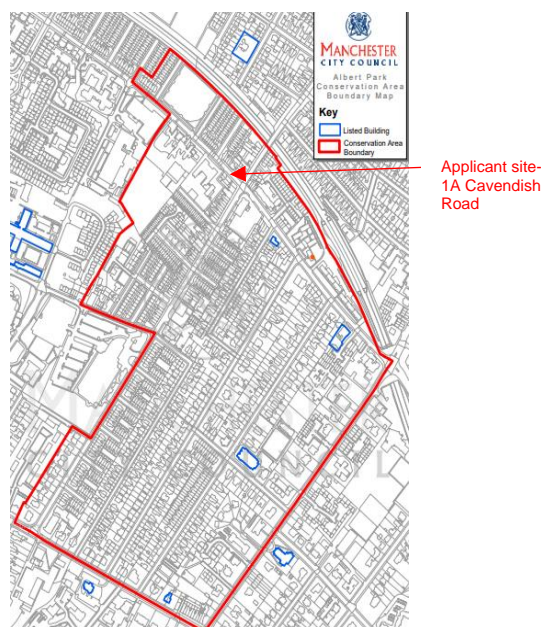 MANCHESTER
CITY COUNCIL
Albert Park
Conservation Area
Boundary Map
Key
Listed Building
Conservation Area
Boundary
Applicant site-
1A Cavendish
Road